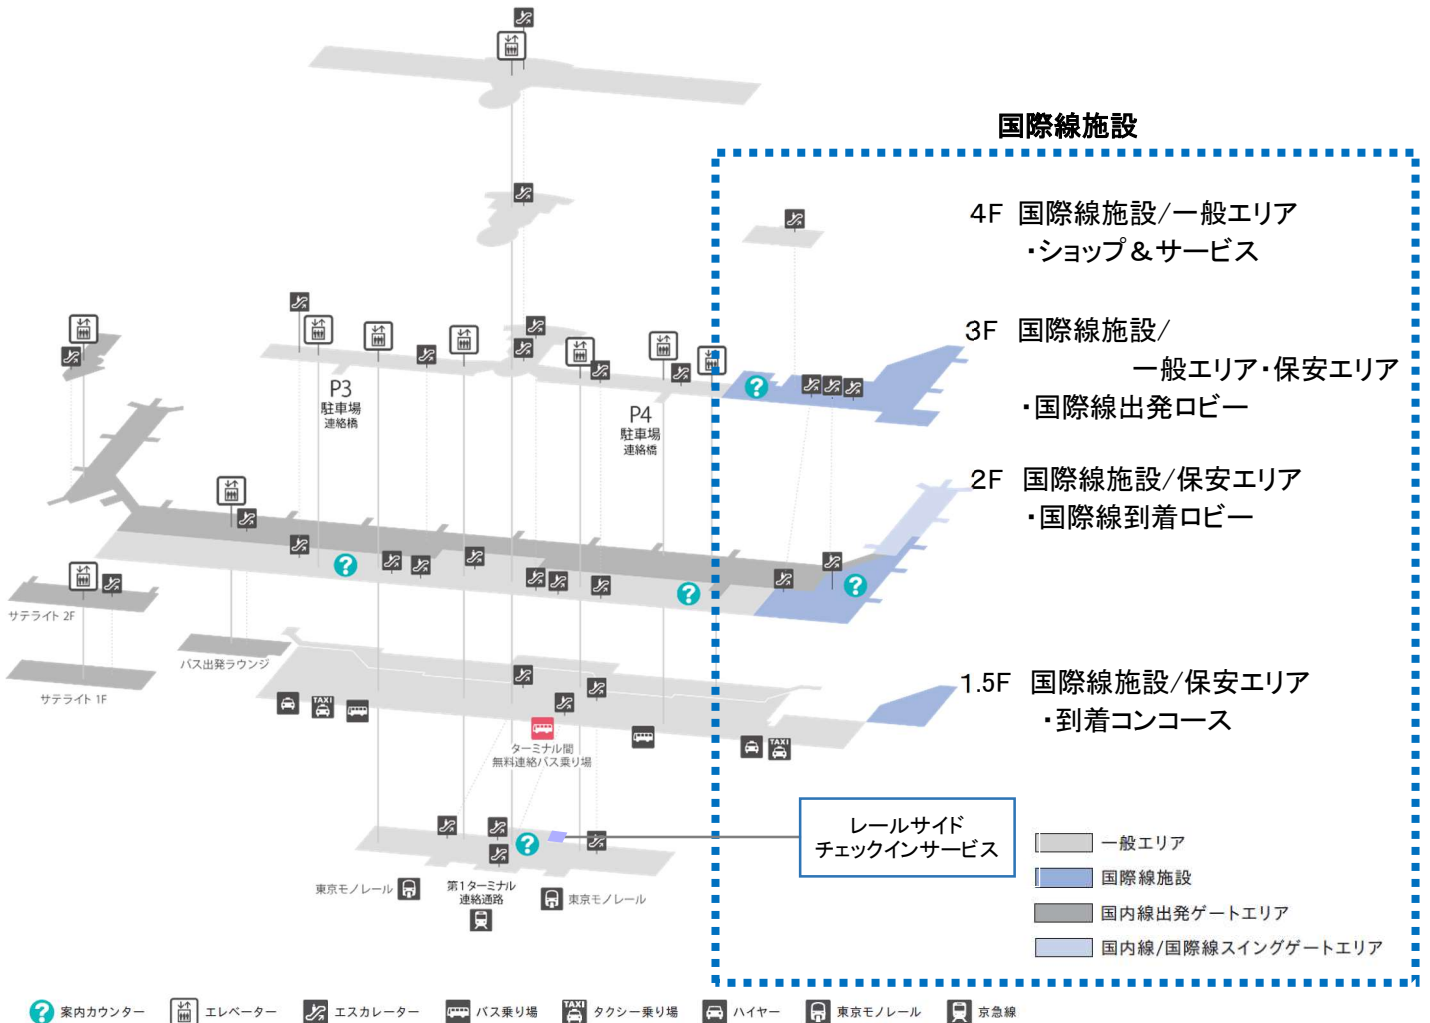 国際線施設
4F 国際線施設/一般エリア
・ショップ＆サービス
3F 国際線施設/
一般エリア・保安エリア
・国際線出発ロビー
P3
駐車場
連絡橋
P4
駐車場
連絡橋
2F 国際線施設/保安エリア
・国際線到着ロビー
サテライト 2F
バス出発ラウンジ
サテライト 1F
1.5F 国際線施設/保安エリア
・到着コンコース
TAXI
ターミナル間
無料連絡バス乗り場
TAXI
レールサイド
チェックインサービス
東京モノレール
第1ターミナル
連絡通路
東京モノレール
一般エリア
国際線施設
国内線出発ゲートエリア
国内線/国際線スイングゲートエリア
? 案内カウンター
エレベーター
エスカレーター
バス乗り場
TAXI タクシー乗り場
ハイヤー
東京モノレール
京急線